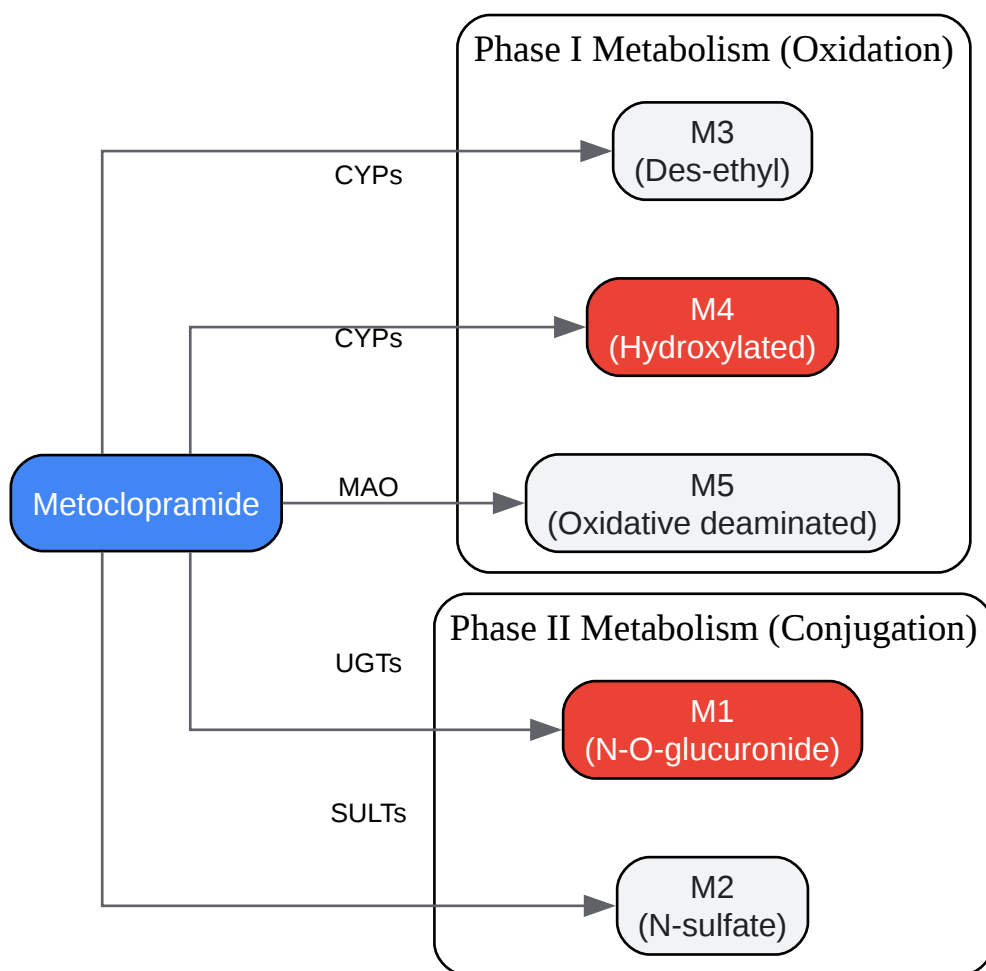 Phase I Metabolism (Oxidation)
M3
(Des-ethyl)
CYPs
M4
(Hydroxylated)
CYPs
Metoclopramide
MAO
M5
(Oxidative deaminated)
Phase II Metabolism (Conjugation)
UGTs
M1
(N-O-glucuronide)
SULTs
M2
(N-sulfate)